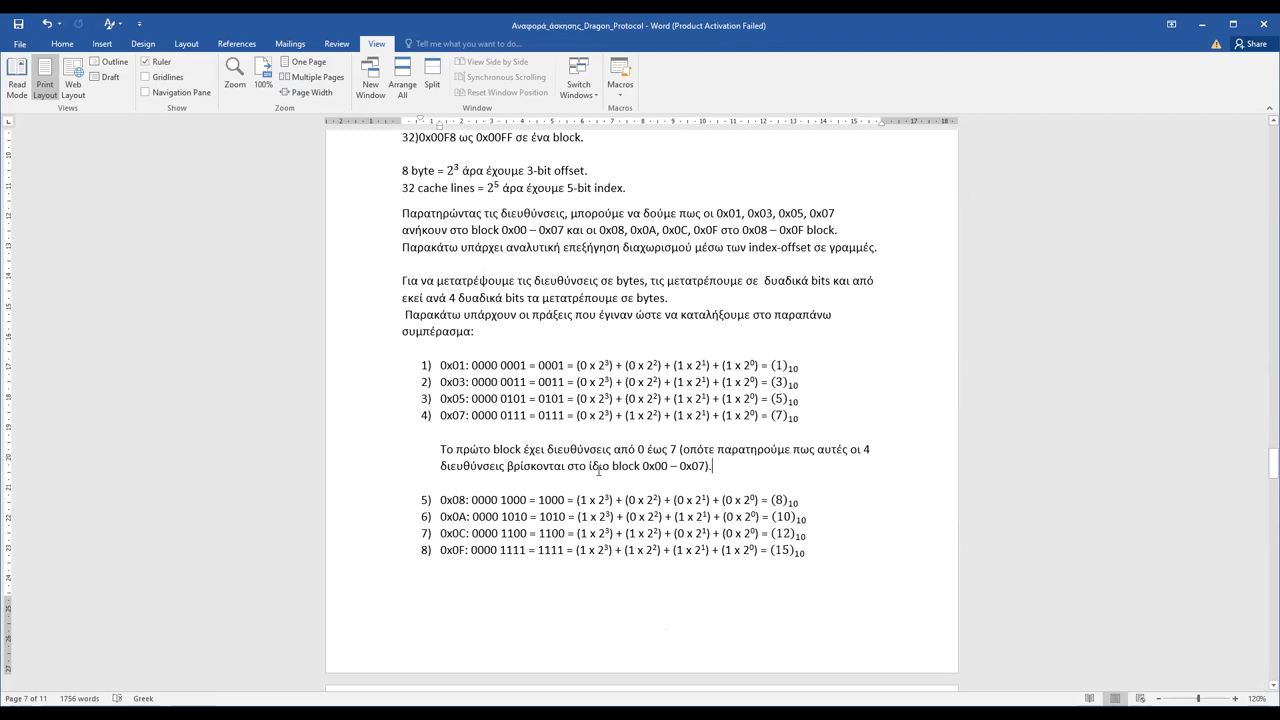 Αναφορά_άσκησης_Dragon_Protocol - Word (Product Activation Failed)
File Home Insert Design Layout References Mailings Review View Tell me what you want to do... Share
Read Mode
Print Layout
Web Layout
Outline
Draft
Views
Ruler
Gridlines
Navigation Pane
Show
Zoom
100%
One Page
Multiple Pages
Page Width
Zoom
New Window
Arrange All
Split
View Side by Side
Synchronous Scrolling
Reset Window Position
Window
Switch Windows
Macros
Macros
32)0x00F8 ως 0x00FF σε ένα block.
8 byte = 2³ άρα έχουμε 3-bit offset.
32 cache lines = 2⁵ άρα έχουμε 5-bit index.
Παρατηρώντας τις διευθύνσεις, μπορούμε να δούμε πως οι 0x01, 0x03, 0x05, 0x07
ανήκουν στο block 0x00 – 0x07 και οι 0x08, 0x0A, 0x0C, 0x0F στο 0x08 – 0x0F block.
Παρακάτω υπάρχει αναλυτική επεξήγηση διαχωρισμού μέσω των index-offset σε γραμμές.
Για να μετατρέψουμε τις διευθύνσεις σε bytes, τις μετατρέπουμε σε  δυαδικά bits και από
εκεί ανά 4 δυαδικά bits τα μετατρέπουμε σε bytes.
Παρακάτω υπάρχουν οι πράξεις που έγιναν ώστε να καταλήξουμε στο παραπάνω
συμπέρασμα:
1) 0x01: 0000 0001 = 0001 = (0 x 2³) + (0 x 2²) + (1 x 2¹) + (1 x 2⁰) = (1)₁₀
2) 0x03: 0000 0011 = 0011 = (0 x 2³) + (0 x 2²) + (1 x 2¹) + (1 x 2⁰) = (3)₁₀
3) 0x05: 0000 0101 = 0101 = (0 x 2³) + (0 x 2²) + (1 x 2¹) + (1 x 2⁰) = (5)₁₀
4) 0x07: 0000 0111 = 0111 = (0 x 2³) + (1 x 2²) + (1 x 2¹) + (1 x 2⁰) = (7)₁₀
Το πρώτο block έχει διευθύνσεις από 0 έως 7 (οπότε παρατηρούμε πως αυτές οι 4
διευθύνσεις βρίσκονται στο ίδιο block 0x00 – 0x07).
5) 0x08: 0000 1000 = 1000 = (1 x 2³) + (0 x 2²) + (0 x 2¹) + (0 x 2⁰) = (8)₁₀
6) 0x0A: 0000 1010 = 1010 = (1 x 2³) + (0 x 2²) + (1 x 2¹) + (0 x 2⁰) = (10)₁₀
7) 0x0C: 0000 1100 = 1100 = (1 x 2³) + (1 x 2²) + (0 x 2¹) + (0 x 2⁰) = (12)₁₀
8) 0x0F: 0000 1111 = 1111 = (1 x 2³) + (1 x 2²) + (1 x 2¹) + (1 x 2⁰) = (15)₁₀
Page 7 of 11 1756 words Greek 120%